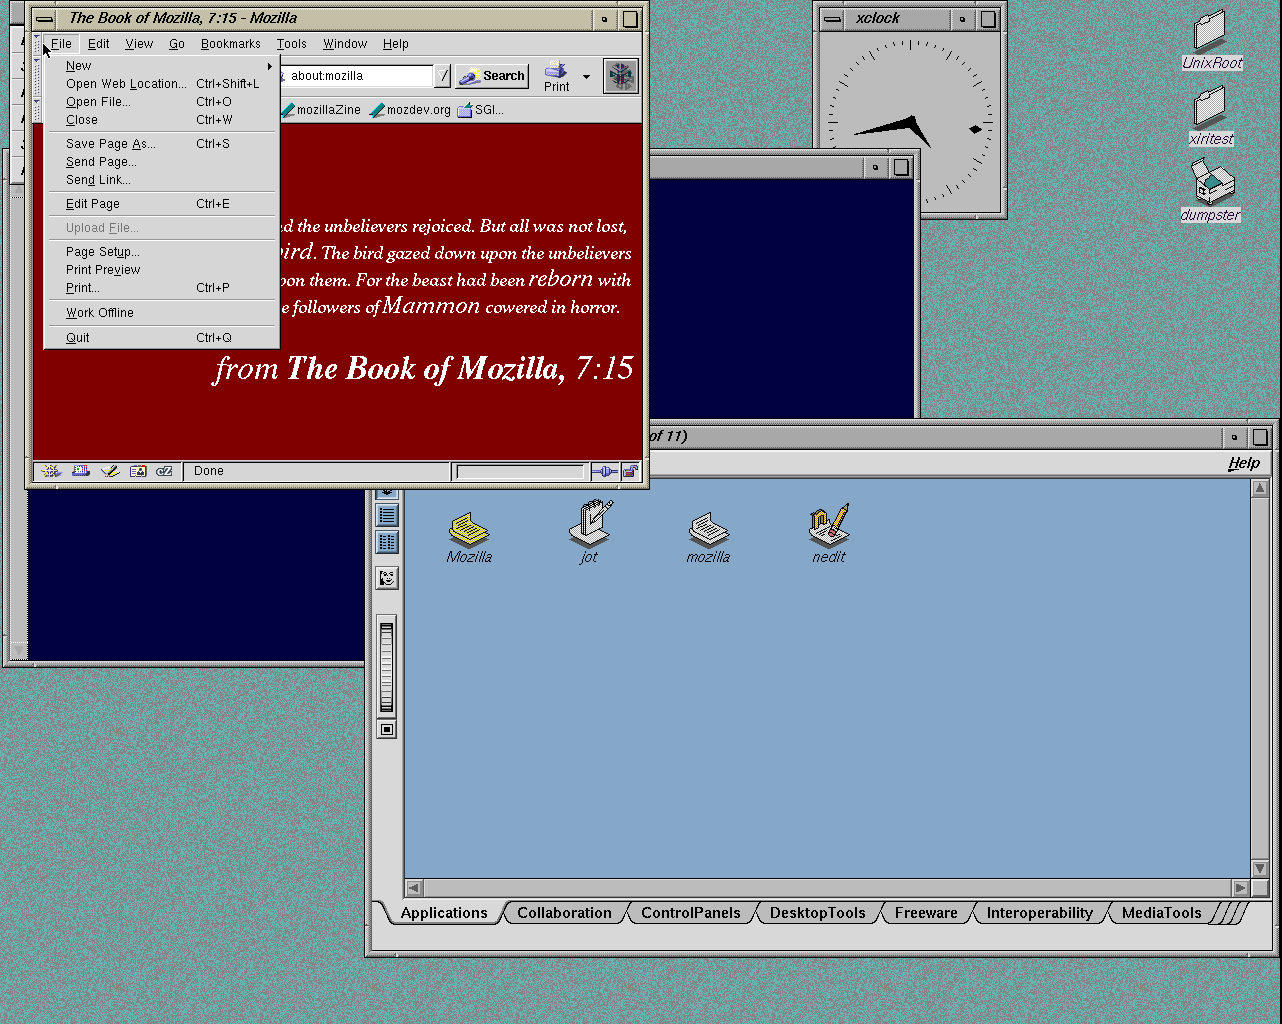 The Book of Mozilla, 7:15 - Mozilla
File Edit View Go Bookmarks Tools Window Help
New
Open Web Location... Ctrl+Shift+L
Open File... Ctrl+O
Close Ctrl+W
Save Page As... Ctrl+S
Send Page...
Send Link...
Edit Page Ctrl+E
Upload File...
Page Setup...
Print Preview
Print... Ctrl+P
Work Offline
Quit Ctrl+Q
about:mozilla
Search
Print
mozillaZine mozdev.org SGI...
the unbelievers rejoiced. But all was not lost,
The bird gazed down upon the unbelievers
them. For the beast had been reborn with
followers of Mammon cowered in horror.
from The Book of Mozilla, 7:15
Done
xclock
UnixRoot
xiritest
dumpster
of 11)
Help
Mozilla jot mozilla nedit
Applications Collaboration ControlPanels DesktopTools Freeware Interoperability MediaTools